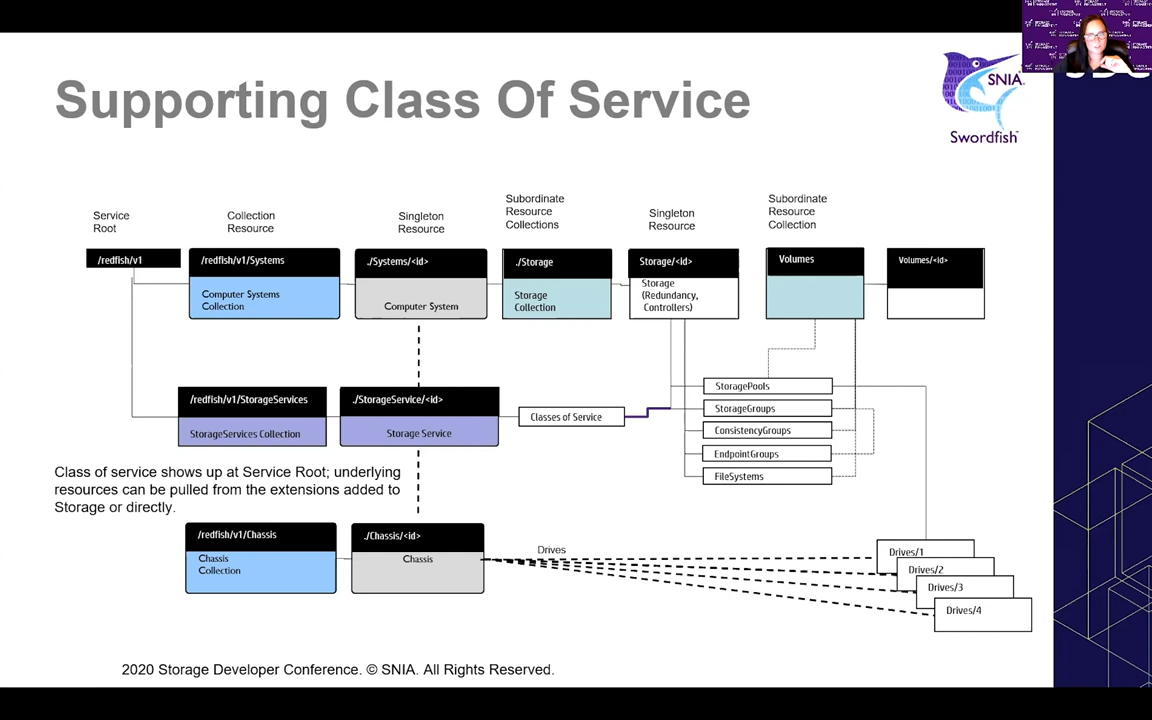 Supporting Class Of Service
SNIA
Swordfish
Service
Root
Collection
Resource
Singleton
Resource
Subordinate
Resource
Collections
Singleton
Resource
Subordinate
Resource
Collection
/redfish/v1
/redfish/v1/Systems
Computer Systems
Collection
./Systems/<id>
Computer System
./Storage
Storage
Collection
Storage/<id>
Storage
(Redundancy,
Controllers)
Volumes
Volumes/<id>
/redfish/v1/StorageServices
StorageServices Collection
./StorageService/<id>
Storage Service
Classes of Service
StoragePools
StorageGroups
ConsistencyGroups
EndpointGroups
FileSystems
Class of service shows up at Service Root; underlying
resources can be pulled from the extensions added to
Storage or directly.
/redfish/v1/Chassis
Chassis
Collection
./Chassis/<id>
Chassis
Drives
Drives/1
Drives/2
Drives/3
Drives/4
2020 Storage Developer Conference. © SNIA. All Rights Reserved.